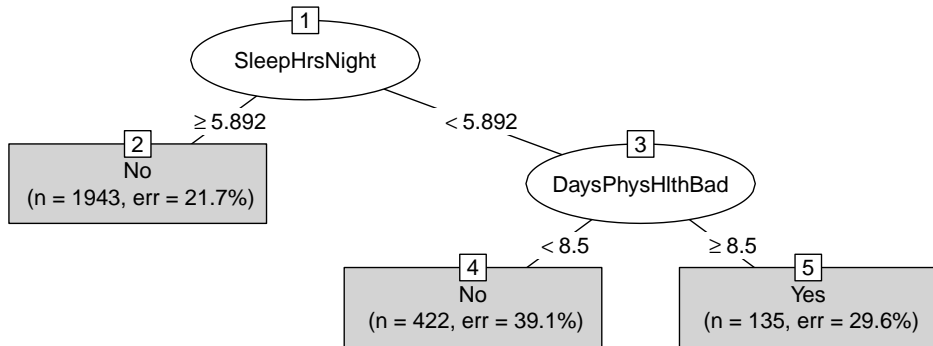 1
SleepHrsNight
≥ 5.892
< 5.892
2
No
(n = 1943, err = 21.7%)
3
DaysPhysHlthBad
< 8.5
≥ 8.5
4
No
(n = 422, err = 39.1%)
5
Yes
(n = 135, err = 29.6%)